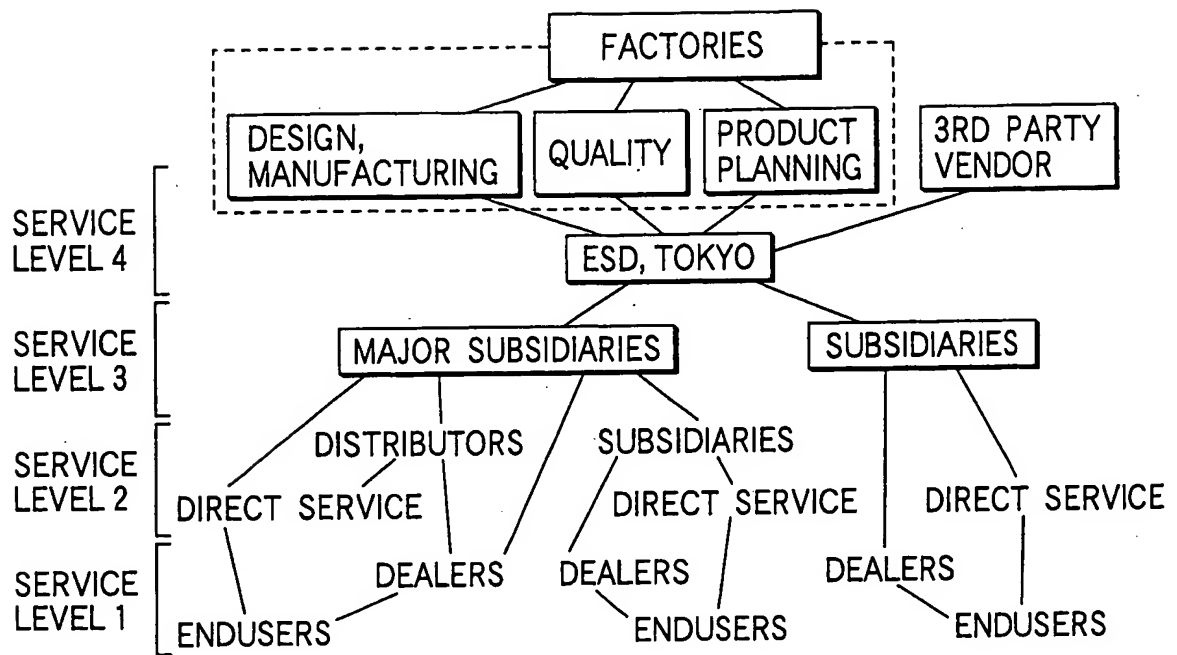 FACTORIES
DESIGN,
MANUFACTURING
QUALITY
PRODUCT
PLANNING
3RD PARTY
VENDOR
SERVICE
LEVEL 4
ESD, TOKYO
SERVICE
LEVEL 3
MAJOR SUBSIDIARIES
SUBSIDIARIES
SERVICE
LEVEL 2
DISTRIBUTORS
SUBSIDIARIES
DIRECT SERVICE
DIRECT SERVICE
DIRECT SERVICE
SERVICE
LEVEL 1
DEALERS
DEALERS
DEALERS
ENDUSERS
ENDUSERS
ENDUSERS